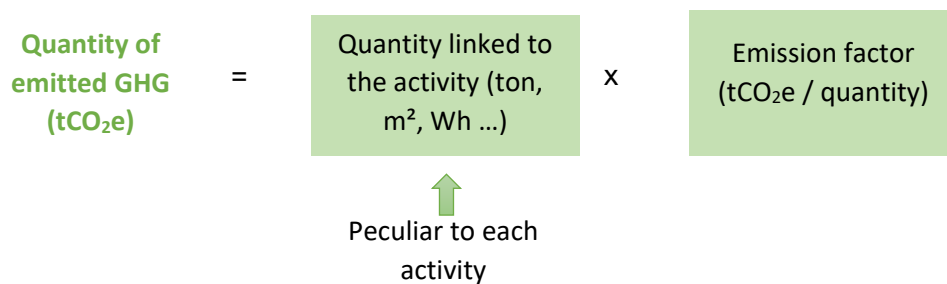 Quantity of
emitted GHG
(tCO₂e)
=
Quantity linked to
the activity (ton,
m², Wh …)
x
Emission factor
(tCO₂e / quantity)
Peculiar to each
activity